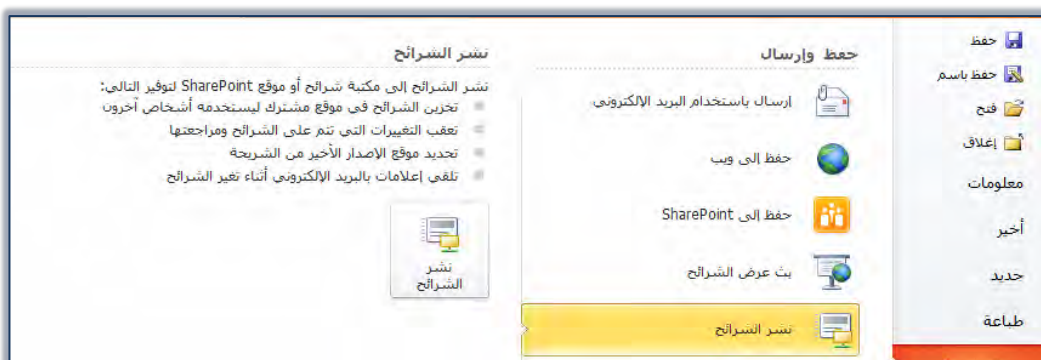 حفظ
حفظ باسم
فتح
إغلاق
معلومات
أخير
جديد
طباعة
حفظ وإرسال
إرسال باستخدام البريد الإلكتروني
حفظ إلى ويب
حفظ إلى SharePoint
بث عرض الشرائح
نشر الشرائح
نشر الشرائح
نشر الشرائح إلى مكتبة شرائح أو موقع SharePoint لتوفير التالي:
تخزين الشرائح في موقع مشترك ليستخدمه أشخاص آخرون
تعقب التغييرات التي تتم على الشرائح ومراجعتها
تحديد موقع الإصدار الأخير من الشريحة
تلقي إعلامات بالبريد الإلكتروني أثناء تغير الشرائح
نشر
الشرائح